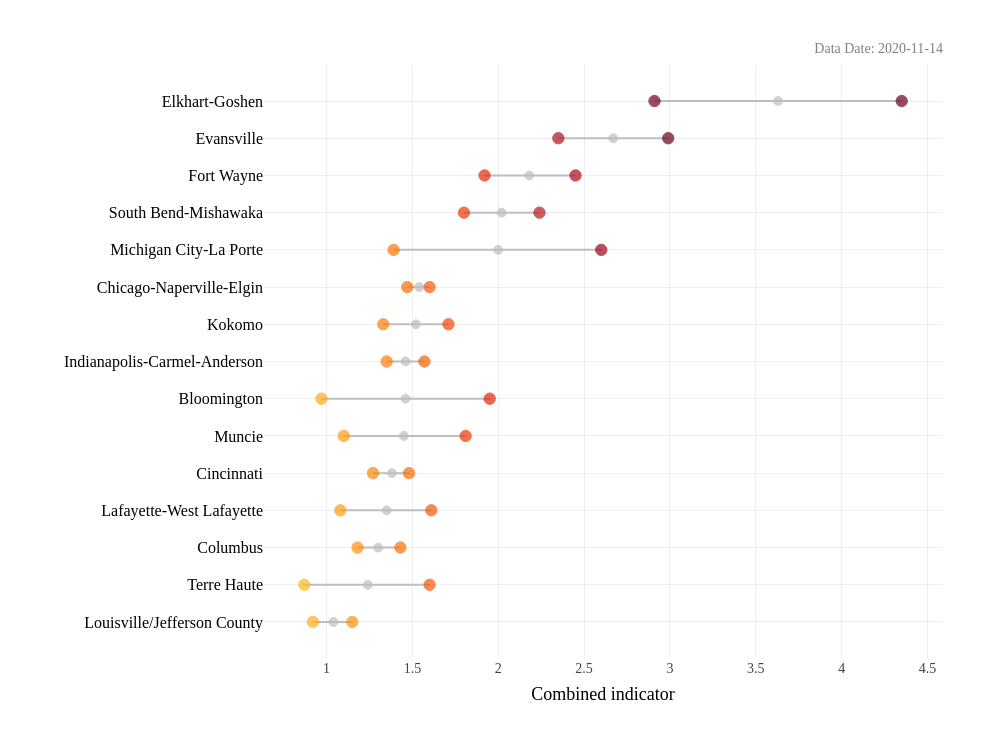 Data Date: 2020-11-14
Elkhart-Goshen
Evansville
Fort Wayne
South Bend-Mishawaka
Michigan City-La Porte
Chicago-Naperville-Elgin
Kokomo
Indianapolis-Carmel-Anderson
Bloomington
Muncie
Cincinnati
Lafayette-West Lafayette
Columbus
Terre Haute
Louisville/Jefferson County
1 1.5 2 2.5 3 3.5 4 4.5
Combined indicator